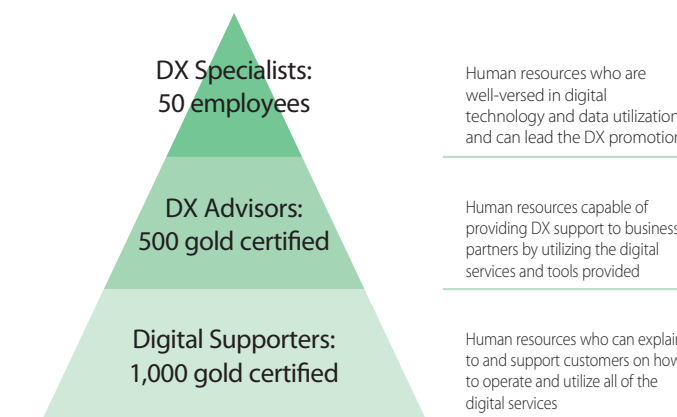 DX Specialists:
50 employees
Human resources who are
well-versed in digital
technology and data utilization
and can lead the DX promotion
DX Advisors:
500 gold certified
Human resources capable of
providing DX support to business
partners by utilizing the digital
services and tools provided
Digital Supporters:
1,000 gold certified
Human resources who can explain
to and support customers on how
to operate and utilize all of the
digital services